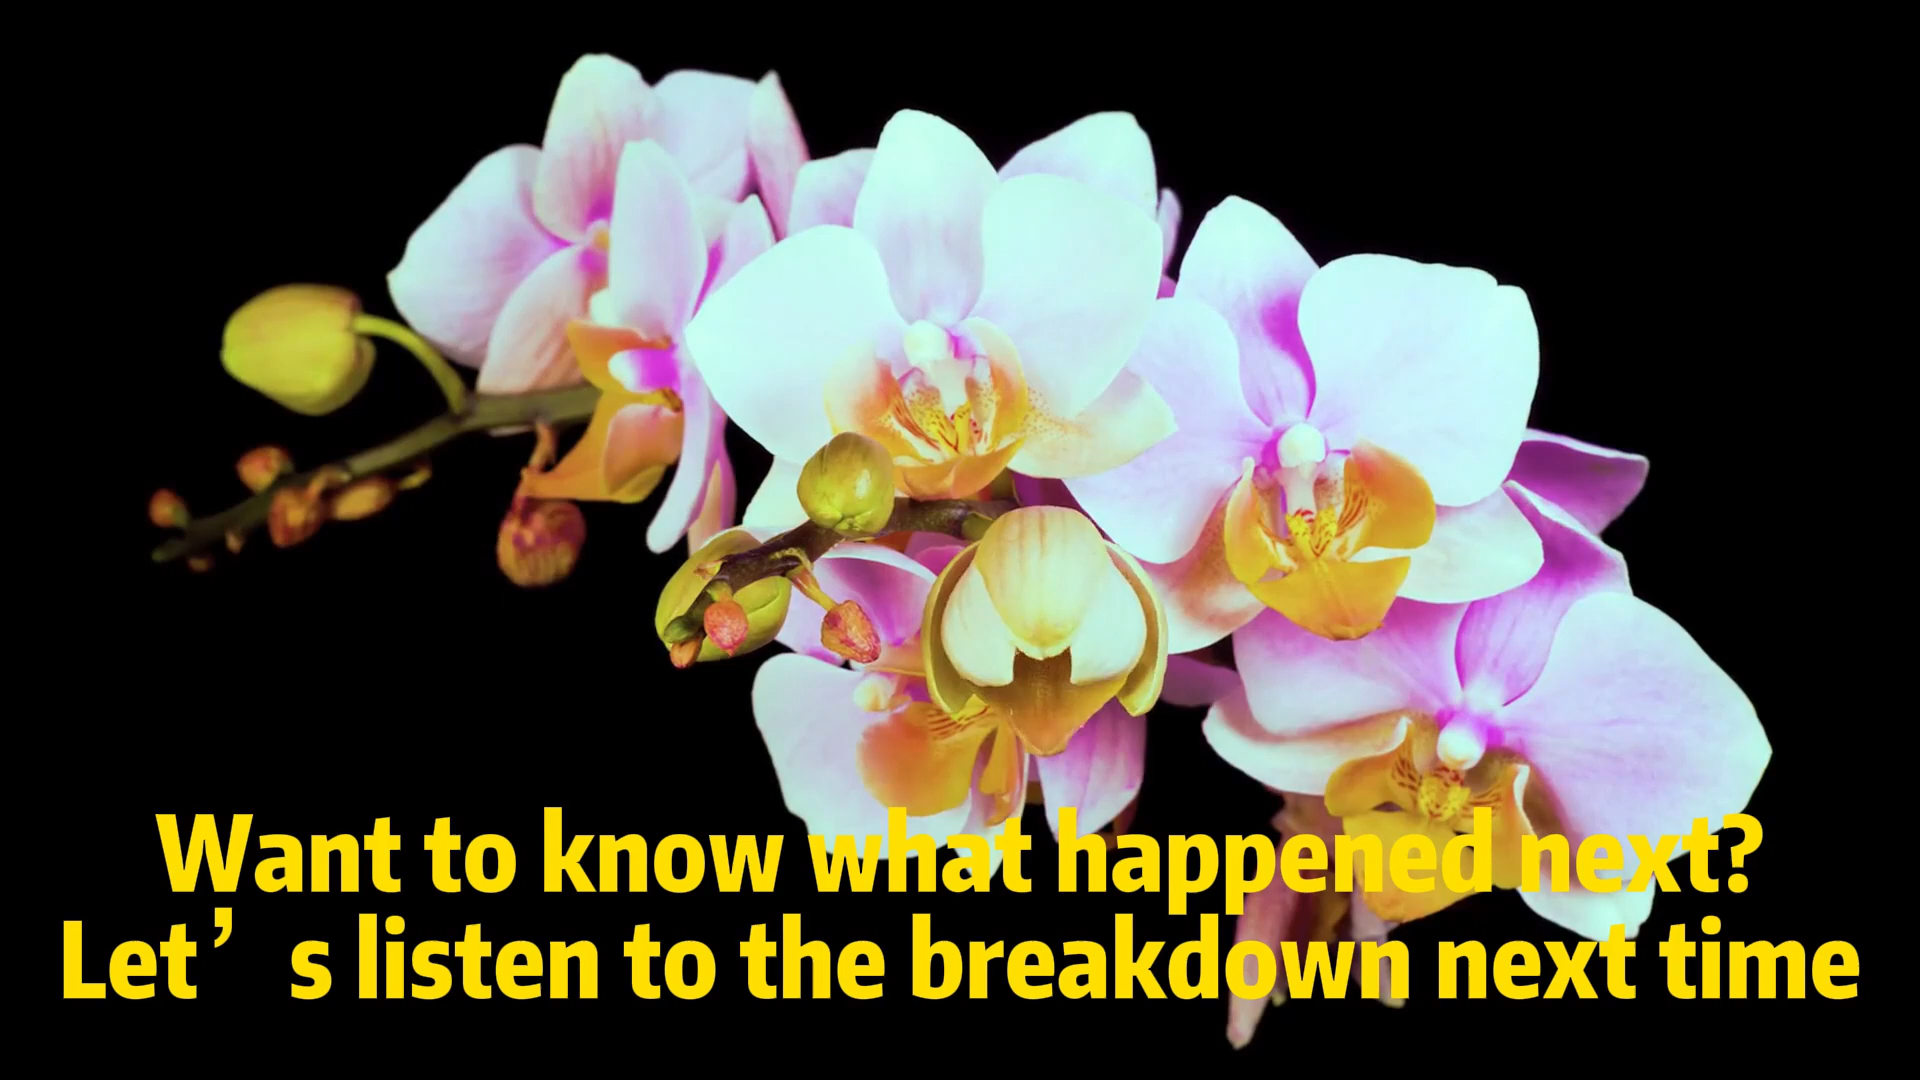 Want to know what happened next?
Let’s listen to the breakdown next time